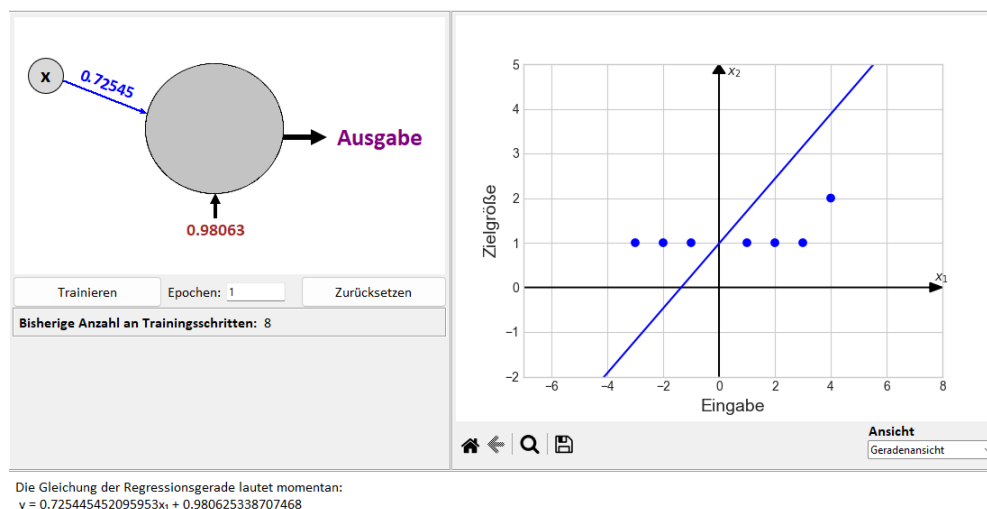 x
0.72545
Ausgabe
0.98063
Trainieren
Epochen: 1
Zurücksetzen
Bisherige Anzahl an Trainingsschritten: 8
x₂
5
4
3
2
1
0
−1
−2
Zielgröße
x₁
−6 −4 −2 0 2 4 6 8
Eingabe
Ansicht
Geradenansicht
Die Gleichung der Regressionsgerade lautet momentan:
y = 0.725445452095953x₁ + 0.980625338707468